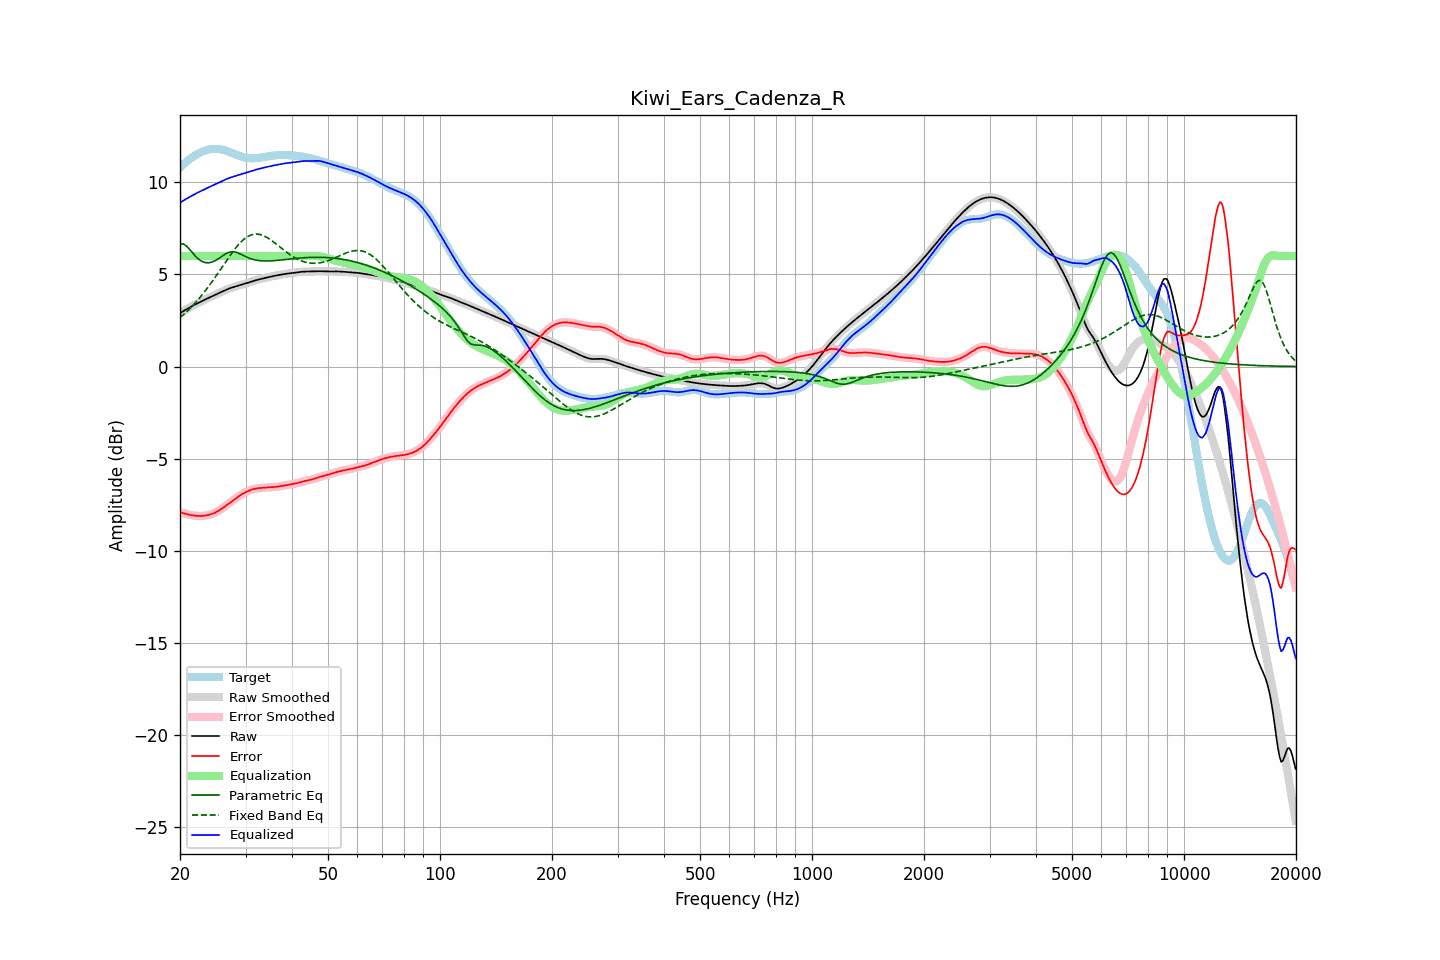 Kiwi_Ears_Cadenza_R
Amplitude (dBr)
10
5
0
−5
−10
−15
−20
−25
Target
Raw Smoothed
Error Smoothed
Raw
Error
Equalization
Parametric Eq
Fixed Band Eq
Equalized
20 50 100 200 500 1000 2000 5000 10000 20000
Frequency (Hz)